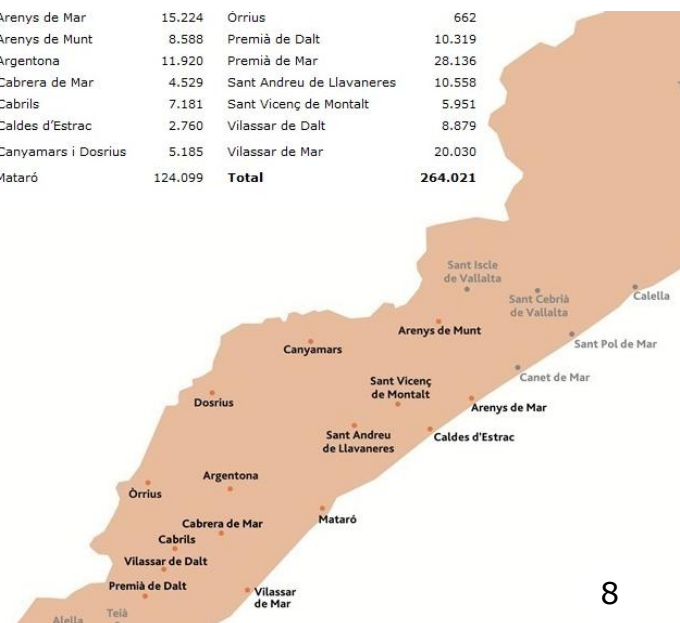 Arenys de Mar 15.224 Órrius 662
Arenys de Munt 8.588 Premià de Dalt 10.319
Argentona 11.920 Premià de Mar 28.136
Cabrera de Mar 4.529 Sant Andreu de Llavaneres 10.558
Cabrils 7.181 Sant Vicenç de Montalt 5.951
Caldes d'Estrac 2.760 Vilassar de Dalt 8.879
Canyamars i Dosrius 5.185 Vilassar de Mar 20.030
Mataró 124.099 Total 264.021
Sant Iscle
de Vallalta
Sant Cebrià
de Vallalta
Calella
Arenys de Munt
Sant Pol de Mar
Canyamars
Canet de Mar
Sant Vicenç
de Montalt
Dosrius
Arenys de Mar
Sant Andreu
de Llavaneres
Caldes d'Estrac
Argentona
Òrrius
Mataró
Cabrera de Mar
Cabrils
Vilassar de Dalt
Premià de Dalt
Vilassar
de Mar
8
Teià
Alella